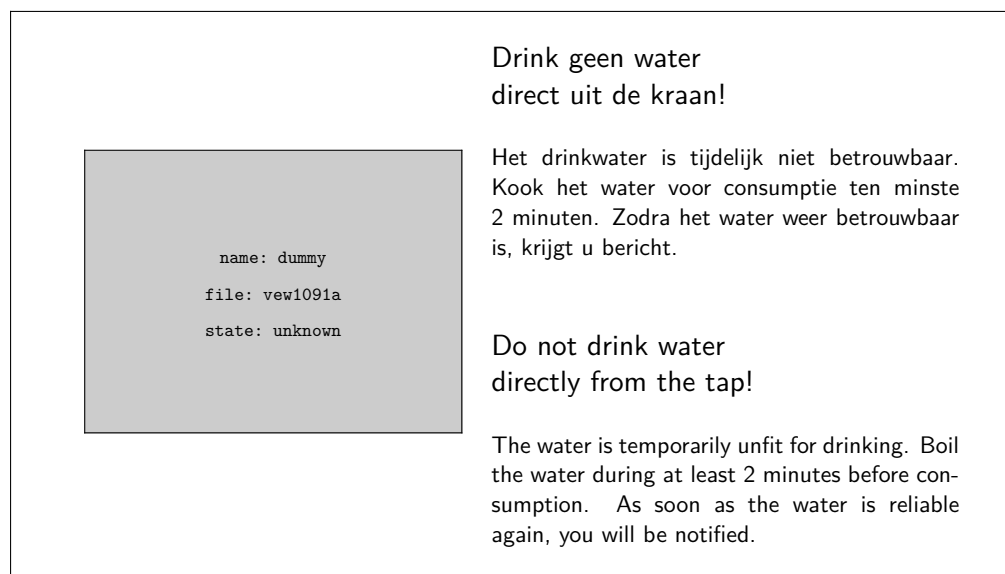 Drink geen water
direct uit de kraan!
Het drinkwater is tijdelijk niet betrouwbaar.
Kook het water voor consumptie ten minste
2 minuten. Zodra het water weer betrouwbaar
is, krijgt u bericht.
name: dummy
file: vew1091a
state: unknown
Do not drink water
directly from the tap!
The water is temporarily unfit for drinking. Boil
the water during at least 2 minutes before con-
sumption. As soon as the water is reliable
again, you will be notified.